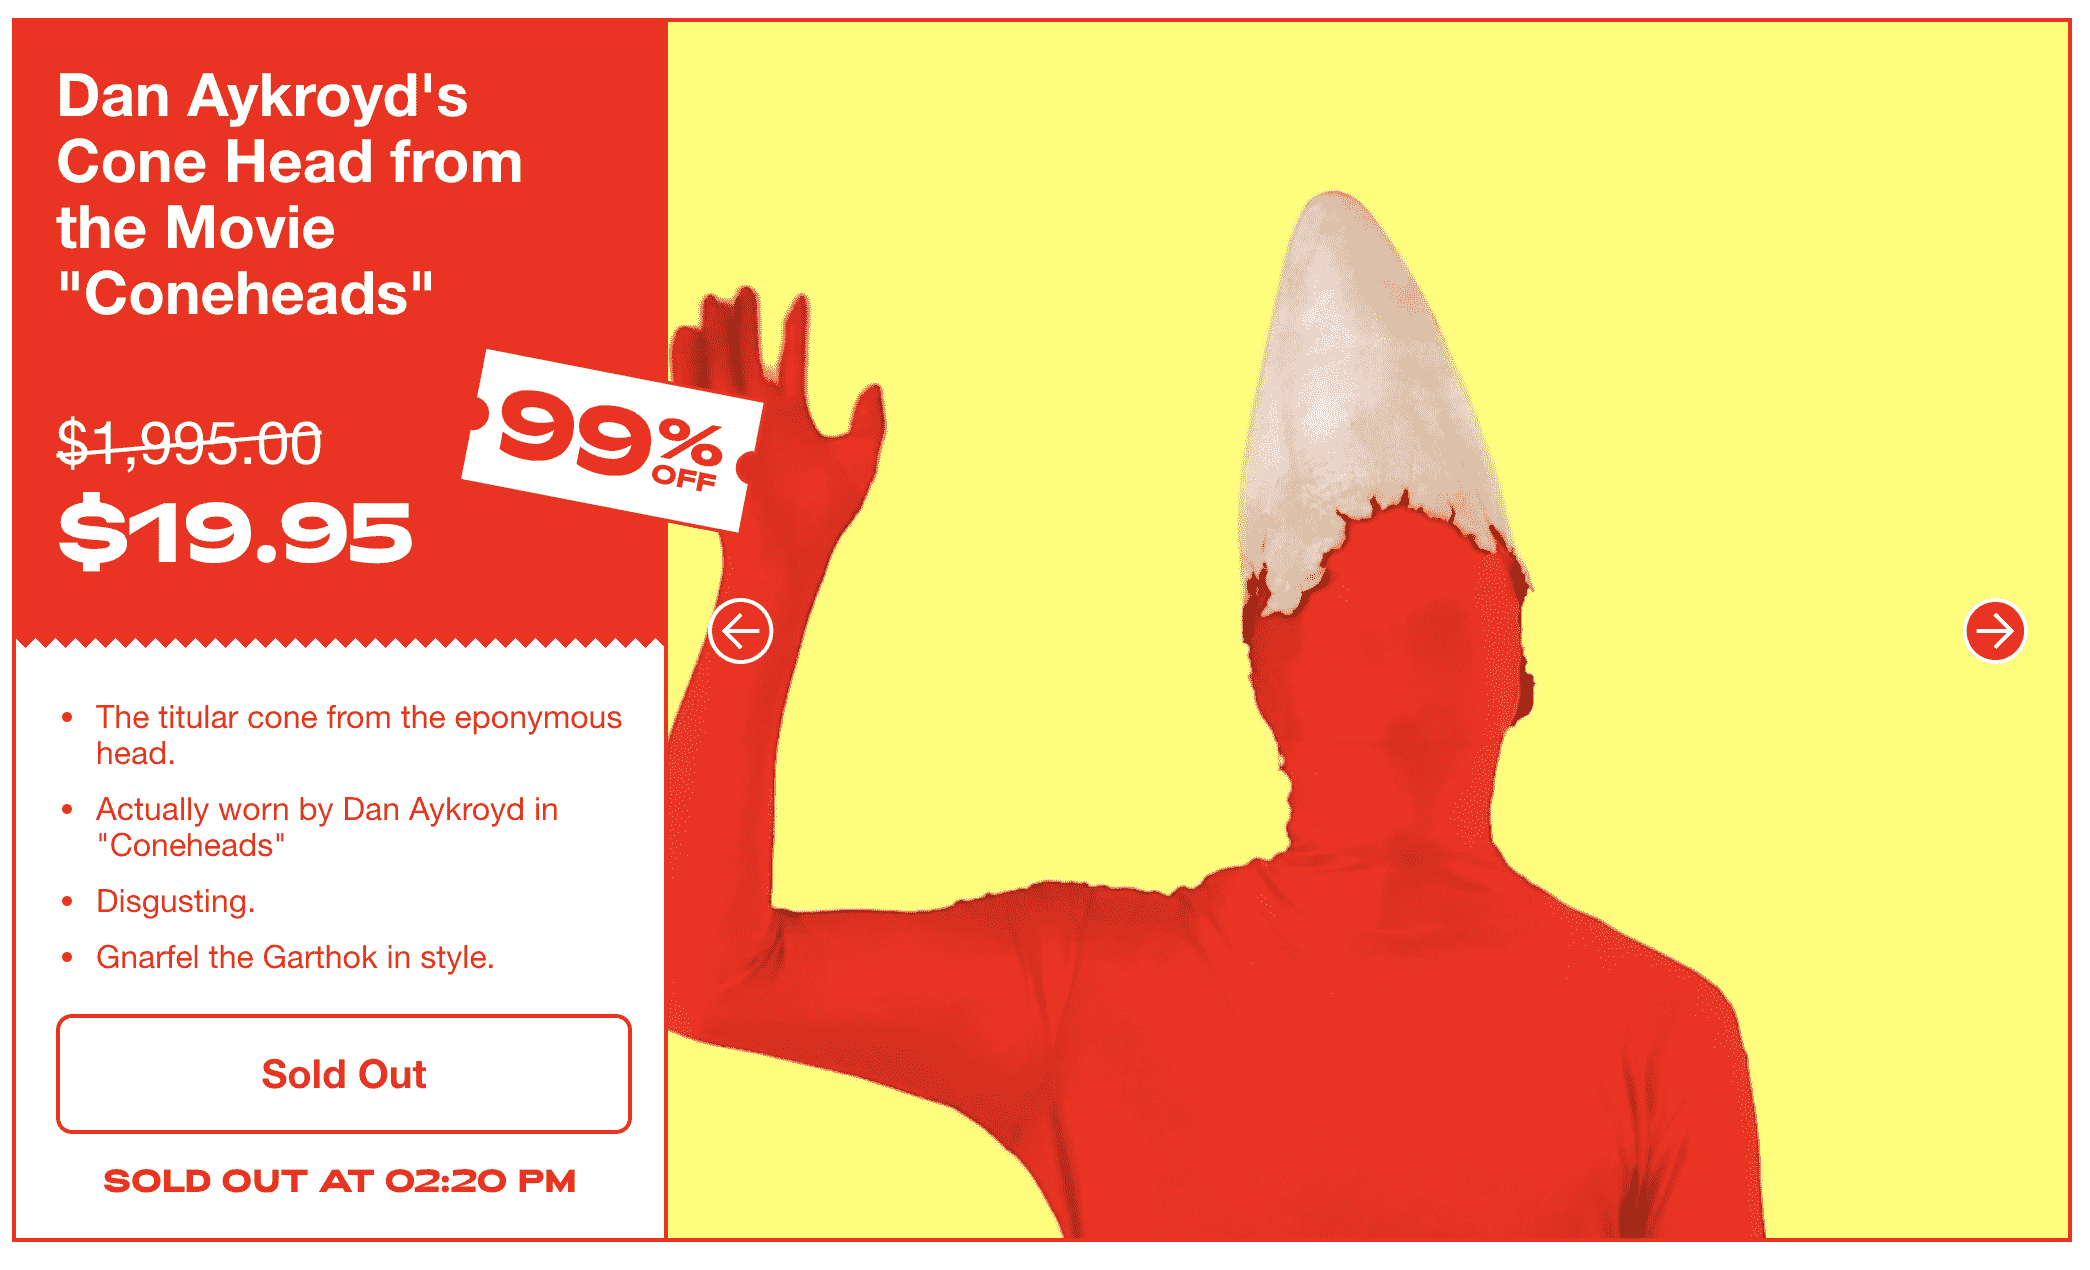 Dan Aykroyd's
Cone Head from
the Movie
"Coneheads"
$1,995.00
99%
OFF
$19.95
• The titular cone from the eponymous
head.
• Actually worn by Dan Aykroyd in
"Coneheads"
• Disgusting.
• Gnarfel the Garthok in style.
Sold Out
SOLD OUT AT 02:20 PM